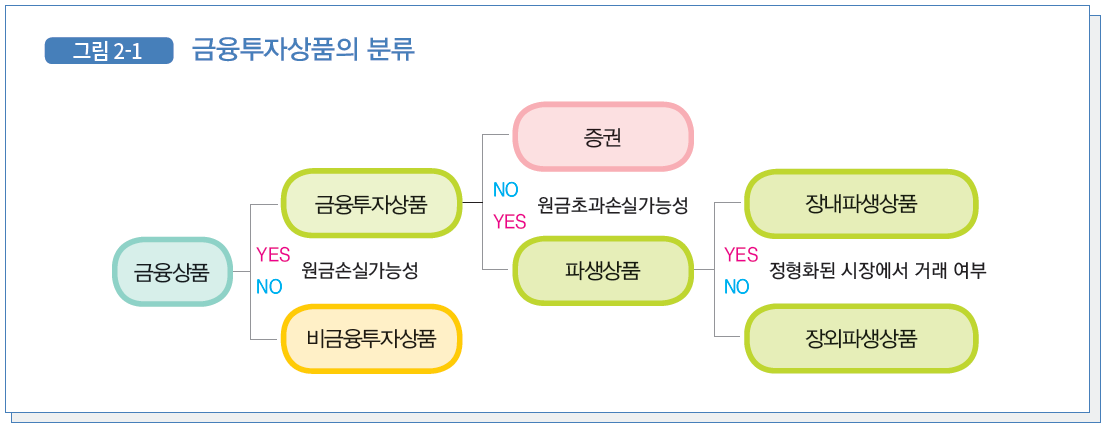 그림 2-1 금융투자상품의 분류
증권
NO
원금초과손실가능성
YES
금융투자상품
장내파생상품
YES
원금손실가능성
NO
금융상품
파생상품
YES
정형화된 시장에서 거래 여부
NO
비금융투자상품
장외파생상품